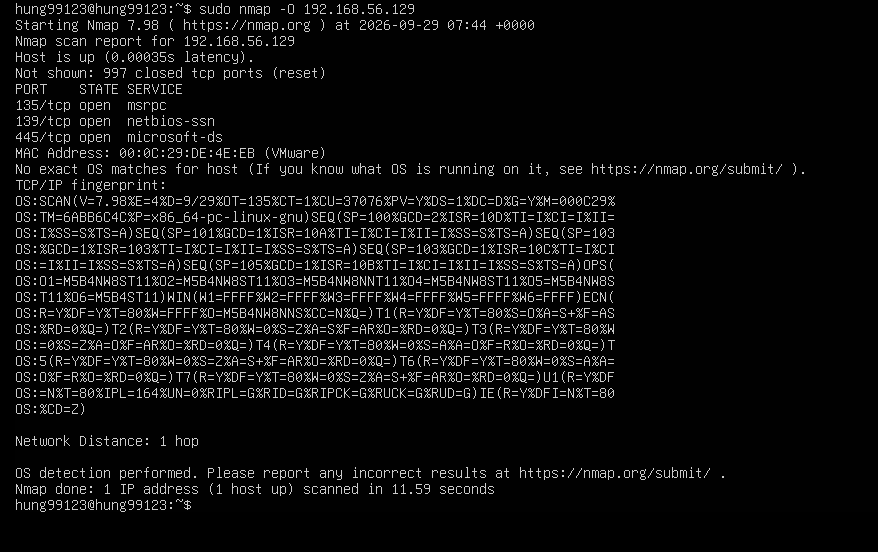 hung99123@hung99123:~$ sudo nmap -O 192.168.56.129
Starting Nmap 7.98 ( https://nmap.org ) at 2026-09-29 07:44 +0000
Nmap scan report for 192.168.56.129
Host is up (0.00035s latency).
Not shown: 997 closed tcp ports (reset)
PORT    STATE SERVICE
135/tcp open  msrpc
139/tcp open  netbios-ssn
445/tcp open  microsoft-ds
MAC Address: 00:0C:29:DE:4E:EB (VMware)
No exact OS matches for host (If you know what OS is running on it, see https://nmap.org/submit/ ).
TCP/IP fingerprint:
OS:SCAN(V=7.98%E=4%D=9/29%OT=135%CT=1%CU=37076%PV=Y%DS=1%DC=D%G=Y%M=000C29%
OS:TM=6ABB6C4C%P=x86_64-pc-linux-gnu)SEQ(SP=100%GCD=2%ISR=10D%TI=I%CI=I%II=
OS:I%SS=S%TS=A)SEQ(SP=101%GCD=1%ISR=10A%TI=I%CI=I%II=I%SS=S%TS=A)SEQ(SP=103
OS:%GCD=1%ISR=103%TI=I%CI=I%II=I%SS=S%TS=A)SEQ(SP=103%GCD=1%ISR=10C%TI=I%CI
OS:=I%II=I%SS=S%TS=A)SEQ(SP=105%GCD=1%ISR=10B%TI=I%CI=I%II=I%SS=S%TS=A)OPS(
OS:O1=M5B4NW8ST11%O2=M5B4NW8ST11%O3=M5B4NW8NNT11%O4=M5B4NW8ST11%O5=M5B4NW8S
OS:T11%O6=M5B4ST11)WIN(W1=FFFF%W2=FFFF%W3=FFFF%W4=FFFF%W5=FFFF%W6=FFFF)ECN(
OS:R=Y%DF=Y%T=80%W=FFFF%O=M5B4NW8NNS%CC=N%Q=)T1(R=Y%DF=Y%T=80%S=O%A=S+%F=AS
OS:%RD=0%Q=)T2(R=Y%DF=Y%T=80%W=0%S=Z%A=S%F=AR%O=%RD=0%Q=)T3(R=Y%DF=Y%T=80%W
OS:=0%S=Z%A=O%F=AR%O=%RD=0%Q=)T4(R=Y%DF=Y%T=80%W=0%S=A%A=O%F=R%O=%RD=0%Q=)T
OS:5(R=Y%DF=Y%T=80%W=0%S=Z%A=S+%F=AR%O=%RD=0%Q=)T6(R=Y%DF=Y%T=80%W=0%S=A%A=
OS:O%F=R%O=%RD=0%Q=)T7(R=Y%DF=Y%T=80%W=0%S=Z%A=S+%F=AR%O=%RD=0%Q=)U1(R=Y%DF
OS:=N%T=80%IPL=164%UN=0%RIPL=G%RID=G%RIPCK=G%RUCK=G%RUD=G)IE(R=Y%DFI=N%T=80
OS:%CD=Z)
Network Distance: 1 hop
OS detection performed. Please report any incorrect results at https://nmap.org/submit/ .
Nmap done: 1 IP address (1 host up) scanned in 11.59 seconds
hung99123@hung99123:~$